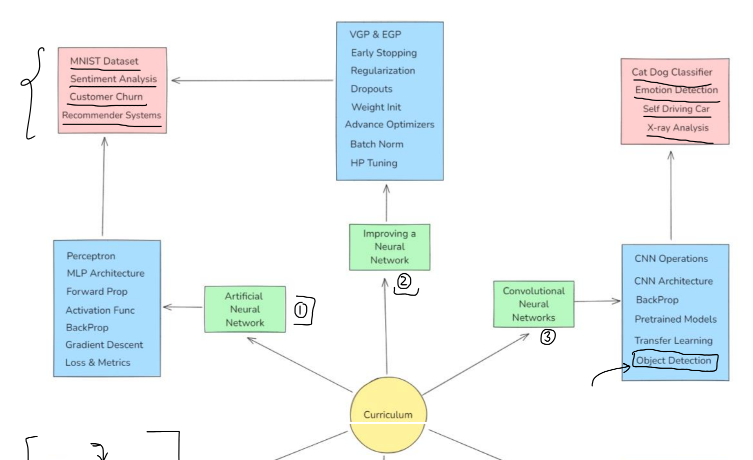 MNIST Dataset
Sentiment Analysis
Customer Churn
Recommender Systems
VGP & EGP
Early Stopping
Regularization
Dropouts
Weight Init
Advance Optimizers
Batch Norm
HP Tuning
Cat Dog Classifier
Emotion Detection
Self Driving Car
X-ray Analysis
Perceptron
MLP Architecture
Forward Prop
Activation Func
BackProp
Gradient Descent
Loss & Metrics
Artificial
Neural
Network
1
Improving a
Neural
Network
2
Convolutional
Neural
Networks
3
CNN Operations
CNN Architecture
BackProp
Pretrained Models
Transfer Learning
Object Detection
Curriculum